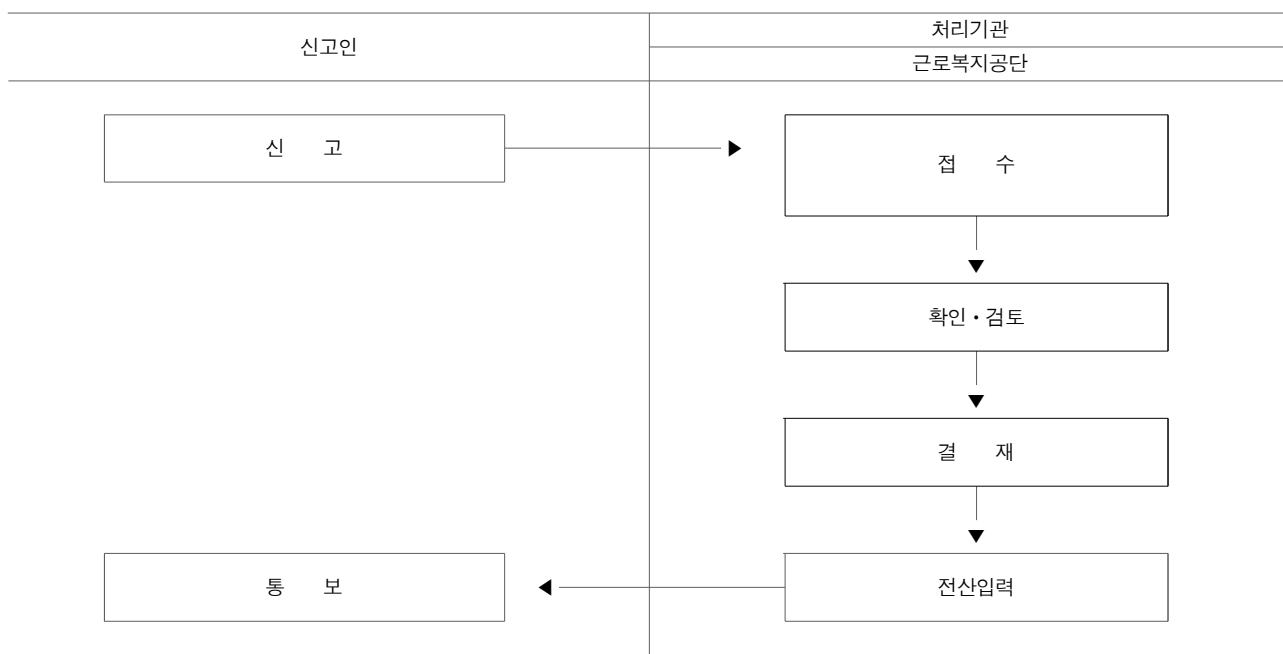 신고인
처리기관
근로복지공단
신 고
접 수
확인·검토
결 재
통 보
전산입력